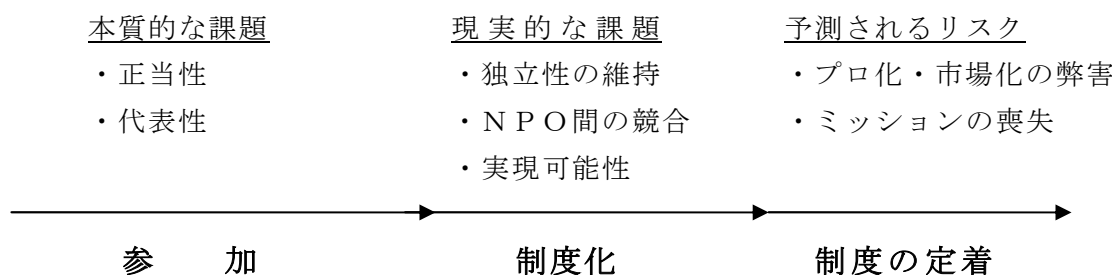 本質的な課題 現実的な課題 予測されるリスク
・正当性 ・独立性の維持 ・プロ化・市場化の弊害
・代表性 ・ＮＰＯ間の競合 ・ミッションの喪失
・実現可能性
参 加 制度化 制度の定着